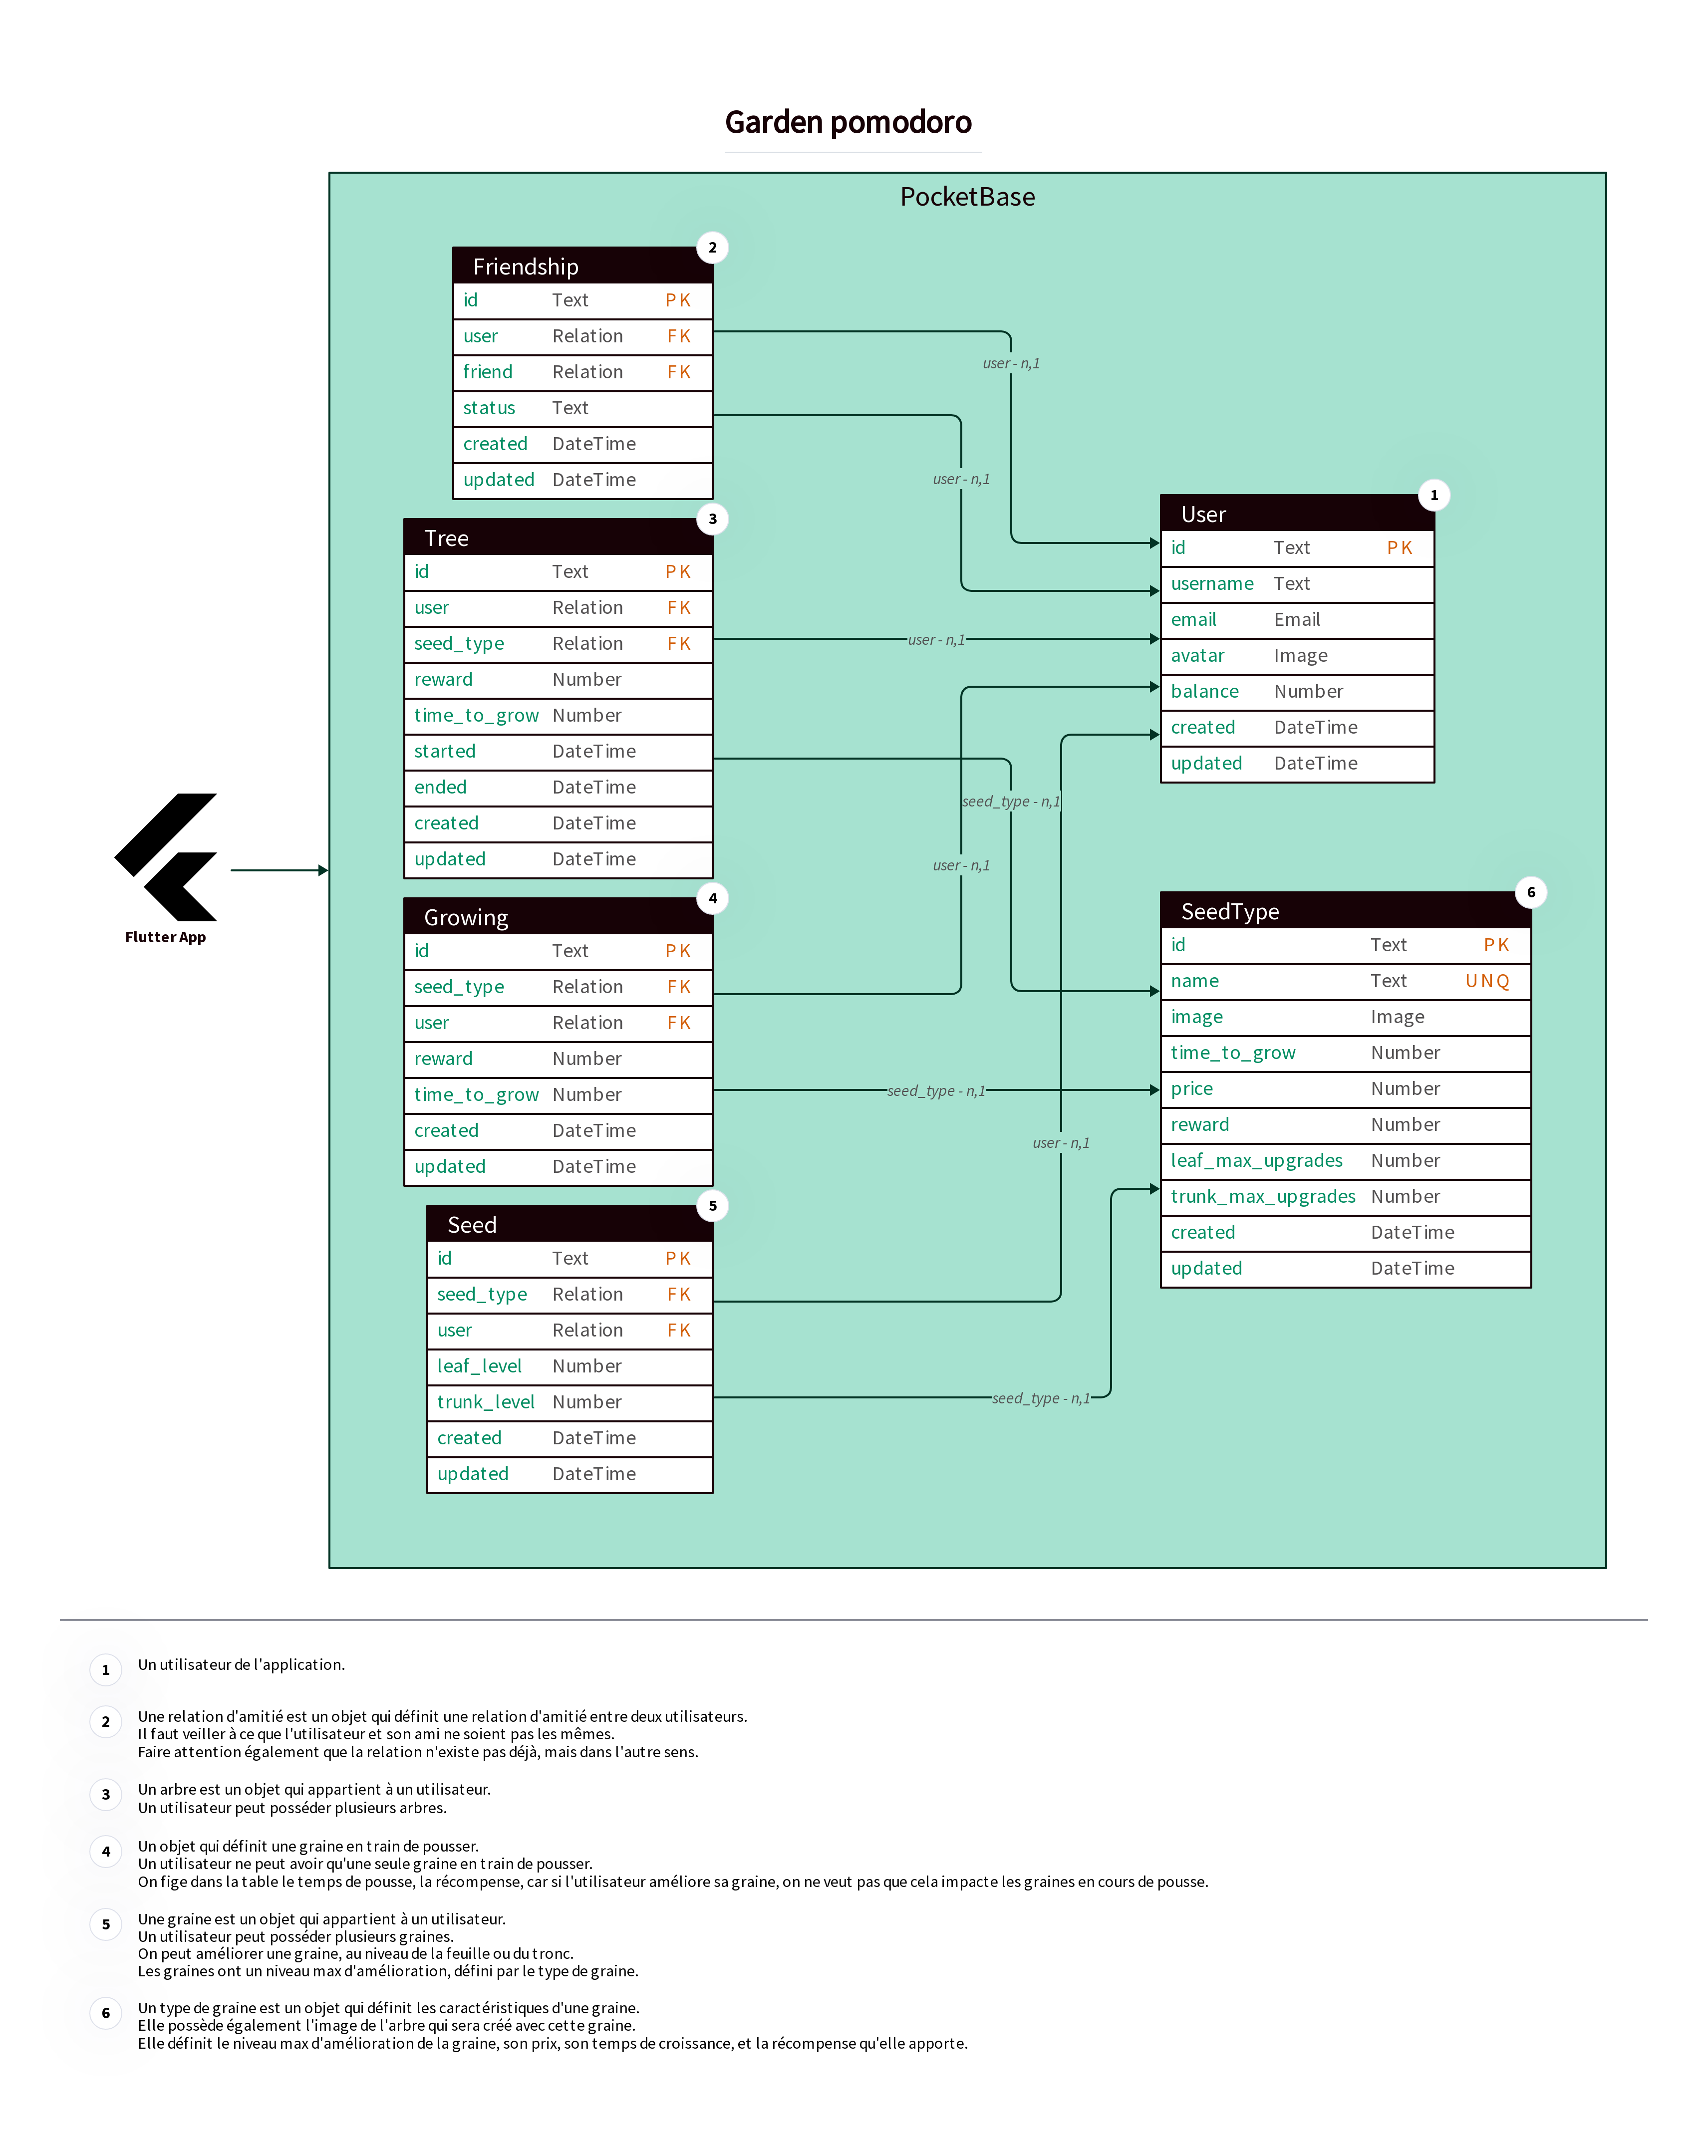 Garden pomodoro
PocketBase
Friendship
2
id Text PK
user Relation FK
friend Relation FK
status Text
created DateTime
updated DateTime
user - n,1
user - n,1
Tree
3
id Text PK
user Relation FK
seed_type Relation FK
reward Number
time_to_grow Number
started DateTime
ended DateTime
created DateTime
updated DateTime
user - n,1
seed_type - n,1
User
1
id Text PK
username Text
email Email
avatar Image
balance Number
created DateTime
updated DateTime
Flutter App
Growing
4
id Text PK
seed_type Relation FK
user Relation FK
reward Number
time_to_grow Number
created DateTime
updated DateTime
user - n,1
seed_type - n,1
SeedType
6
id Text PK
name Text UNQ
image Image
time_to_grow Number
price Number
reward Number
leaf_max_upgrades Number
trunk_max_upgrades Number
created DateTime
updated DateTime
Seed
5
id Text PK
seed_type Relation FK
user Relation FK
leaf_level Number
trunk_level Number
created DateTime
updated DateTime
user - n,1
seed_type - n,1
1 Un utilisateur de l'application.
2 Une relation d'amitié est un objet qui définit une relation d'amitié entre deux utilisateurs.
Il faut veiller à ce que l'utilisateur et son ami ne soient pas les mêmes.
Faire attention également que la relation n'existe pas déjà, mais dans l'autre sens.
3 Un arbre est un objet qui appartient à un utilisateur.
Un utilisateur peut posséder plusieurs arbres.
4 Un objet qui définit une graine en train de pousser.
Un utilisateur ne peut avoir qu'une seule graine en train de pousser.
On fige dans la table le temps de pousse, la récompense, car si l'utilisateur améliore sa graine, on ne veut pas que cela impacte les graines en cours de pousse.
5 Une graine est un objet qui appartient à un utilisateur.
Un utilisateur peut posséder plusieurs graines.
On peut améliorer une graine, au niveau de la feuille ou du tronc.
Les graines ont un niveau max d'amélioration, défini par le type de graine.
6 Un type de graine est un objet qui définit les caractéristiques d'une graine.
Elle possède également l'image de l'arbre qui sera créé avec cette graine.
Elle définit le niveau max d'amélioration de la graine, son prix, son temps de croissance, et la récompense qu'elle apporte.